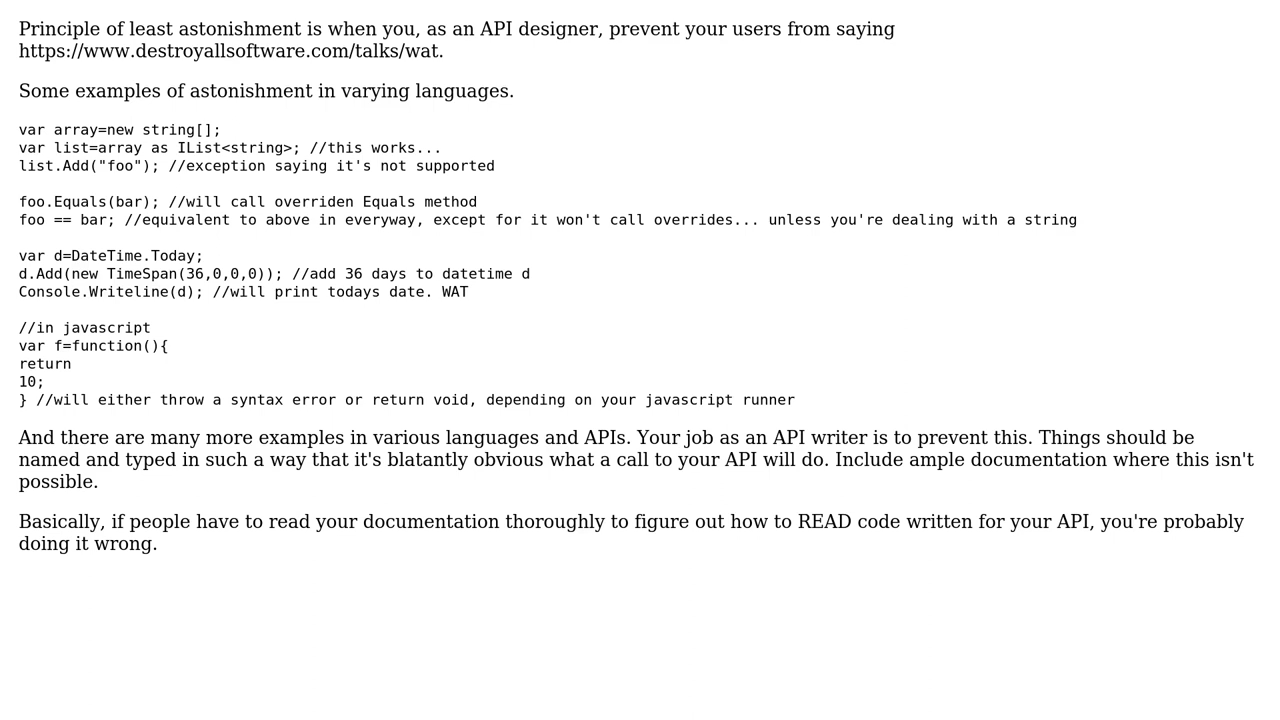 Principle of least astonishment is when you, as an API designer, prevent your users from saying
https://www.destroyallsoftware.com/talks/wat.
Some examples of astonishment in varying languages.
var array=new string[];
var list=array as IList<string>; //this works...
list.Add("foo"); //exception saying it's not supported
foo.Equals(bar); //will call overriden Equals method
foo == bar; //equivalent to above in everyway, except for it won't call overrides... unless you're dealing with a string
var d=DateTime.Today;
d.Add(new TimeSpan(36,0,0,0)); //add 36 days to datetime d
Console.Writeline(d); //will print todays date. WAT
//in javascript
var f=function(){
return
10;
} //will either throw a syntax error or return void, depending on your javascript runner
And there are many more examples in various languages and APIs. Your job as an API writer is to prevent this. Things should be
named and typed in such a way that it's blatantly obvious what a call to your API will do. Include ample documentation where this isn't
possible.
Basically, if people have to read your documentation thoroughly to figure out how to READ code written for your API, you're probably
doing it wrong.